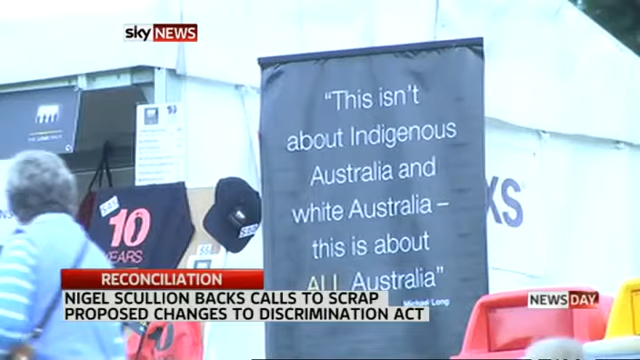 sky NEWS
"This isn't
about Indigenous
Australia and
white Australia –
this is about
ALL Australia"
Michael Long
10
YEARS
RECONCILIATION
NIGEL SCULLION BACKS CALLS TO SCRAP
PROPOSED CHANGES TO DISCRIMINATION ACT
NEWSDAY